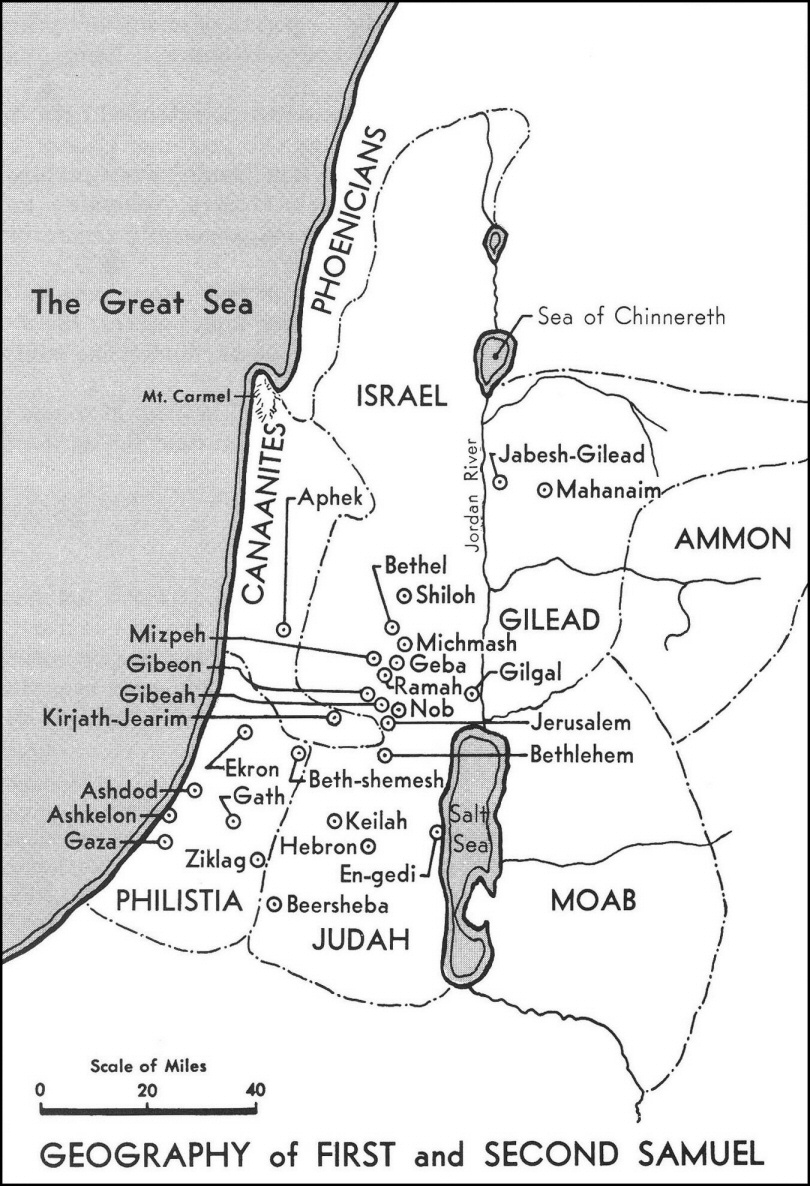 PHOENICIANS
The Great Sea
Sea of Chinnereth
Mt. Carmel
ISRAEL
CANAANITES
Jordan River
Jabesh-Gilead
Mahanaim
Aphek
AMMON
Bethel
Shiloh
GILEAD
Mizpeh
Michmash
Gibeon
Geba
Gilgal
Ramah
Gibeah
Nob
Kirjath-Jearim
Jerusalem
Bethlehem
Ekron
Beth-shemesh
Ashdod
Gath
Ashkelon
Keilah
Salt
Sea
Gaza
Hebron
Ziklag
En-gedi
PHILISTIA
Beersheba
MOAB
JUDAH
Scale of Miles
0 20 40
GEOGRAPHY of FIRST and SECOND SAMUEL